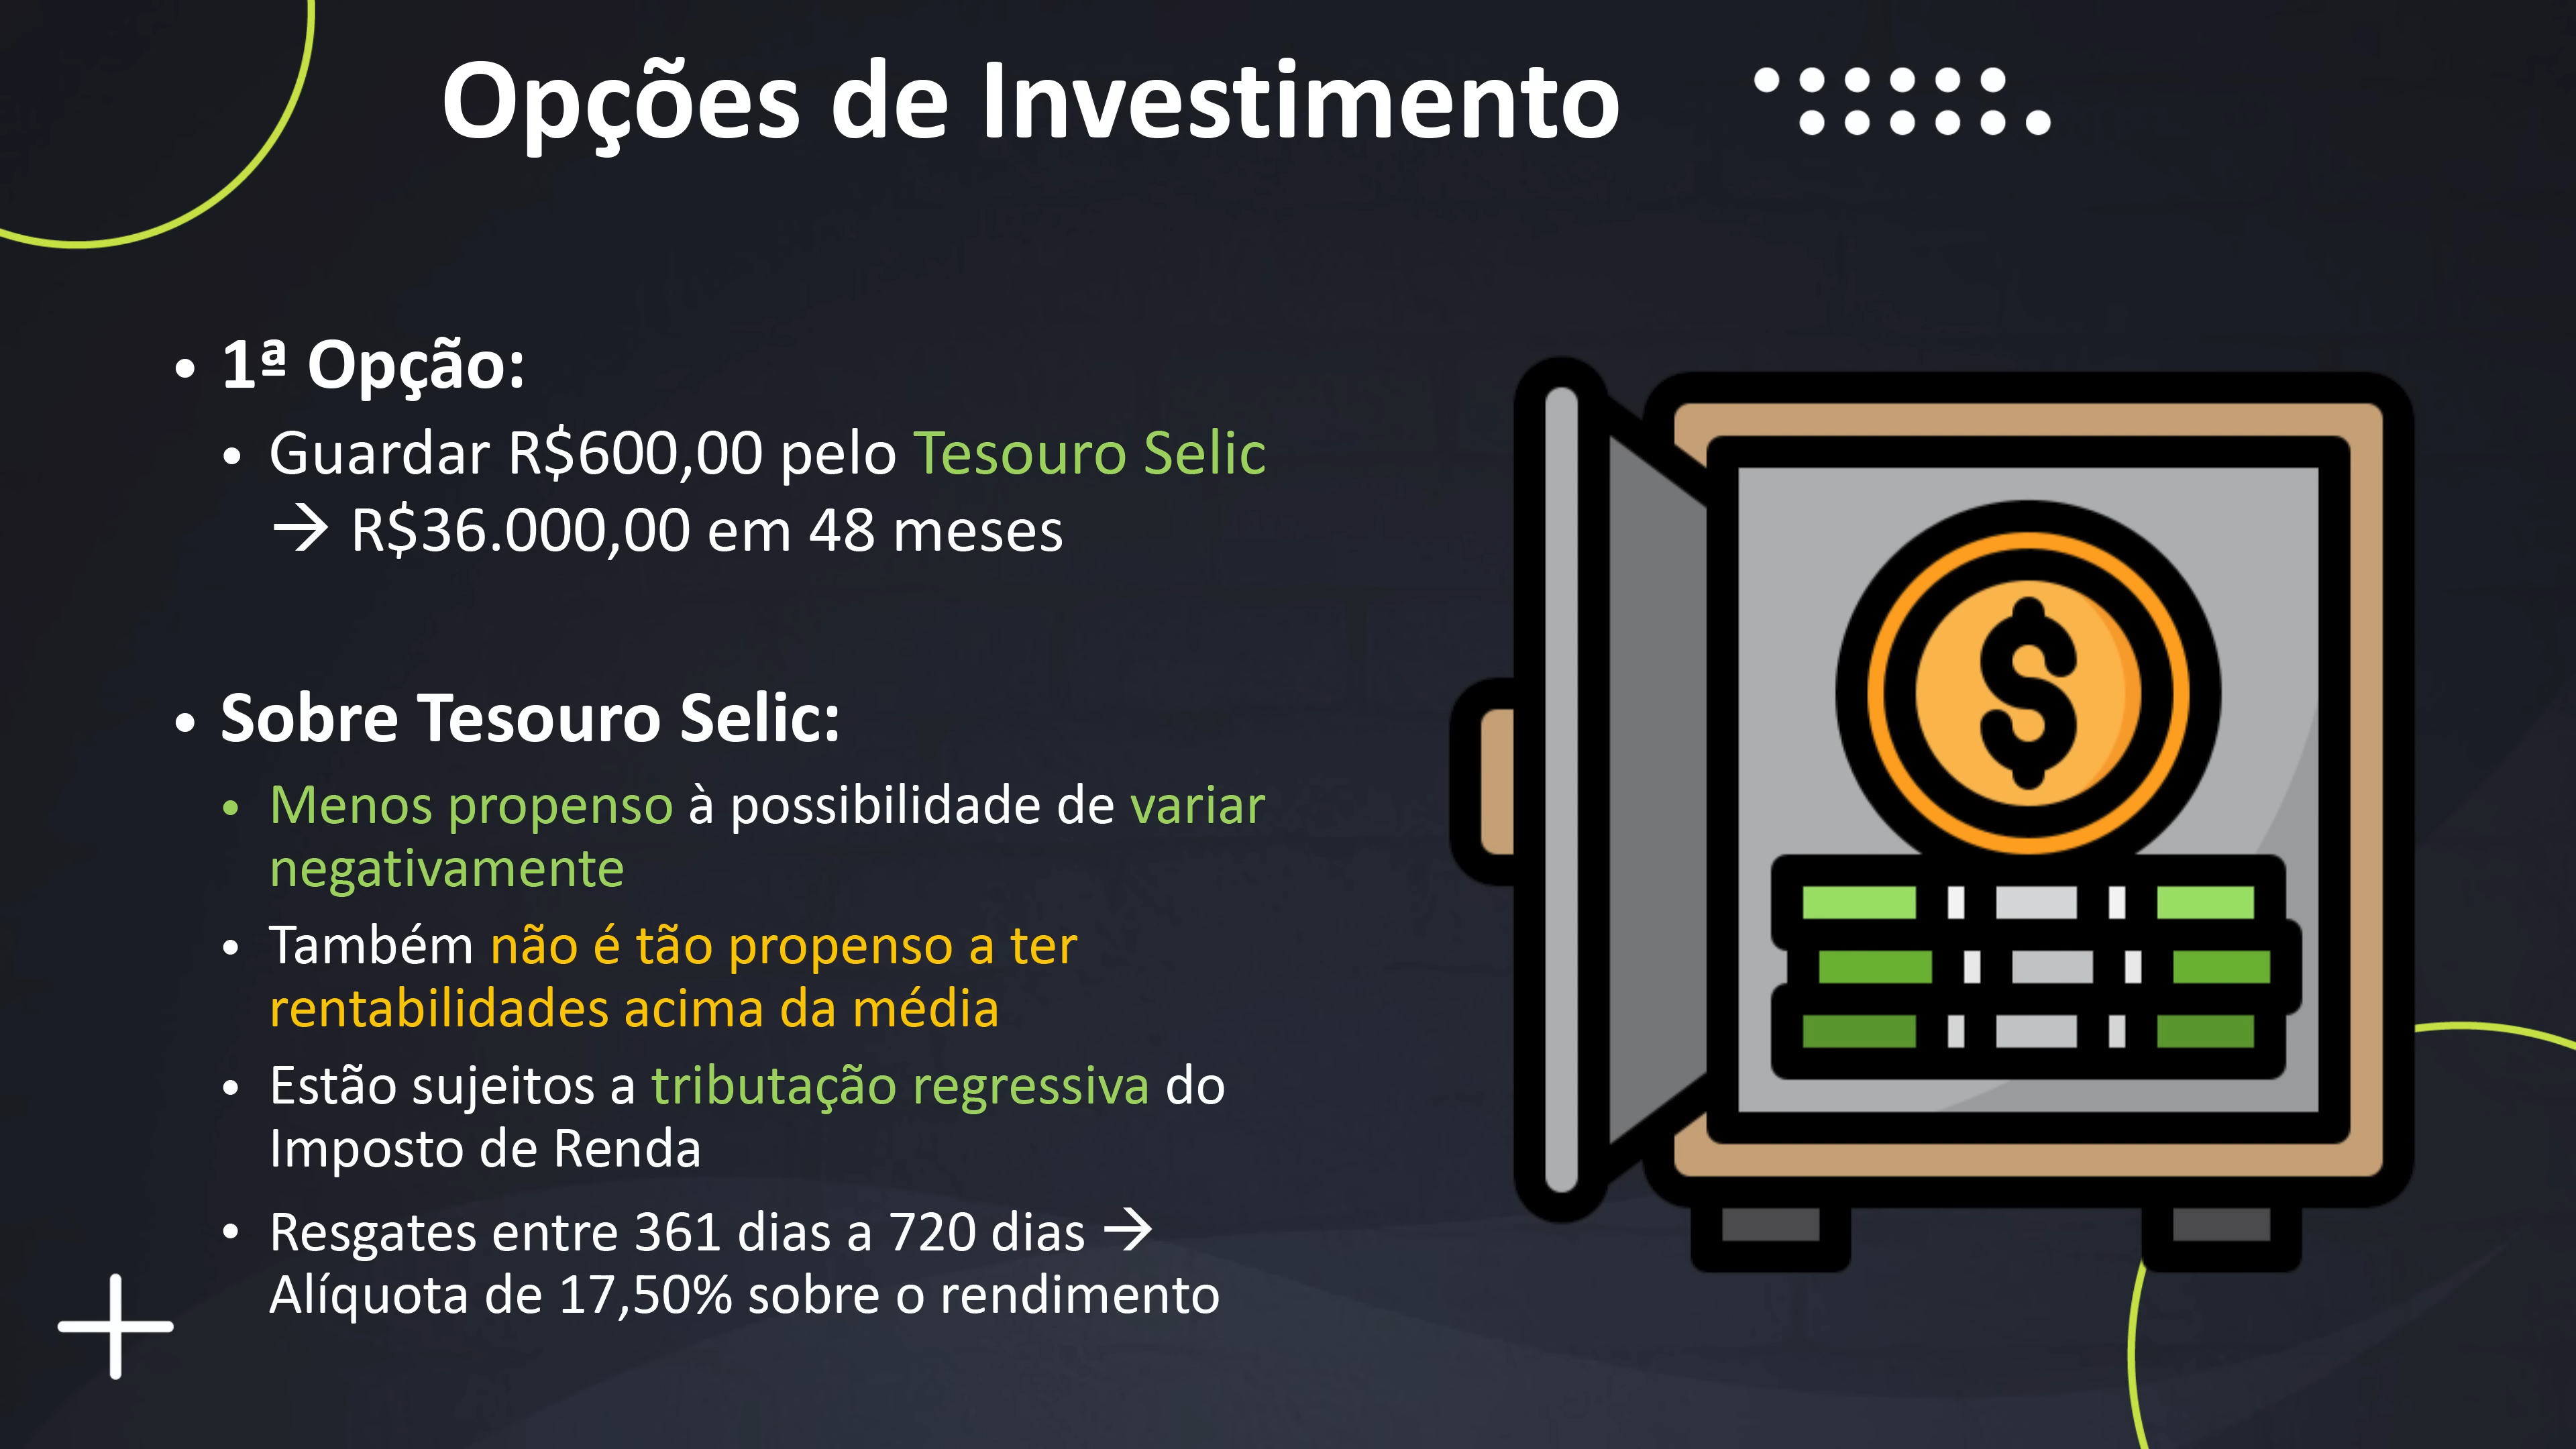 Opções de Investimento
• 1ª Opção:
• Guardar R$600,00 pelo Tesouro Selic
→ R$36.000,00 em 48 meses
• Sobre Tesouro Selic:
• Menos propenso à possibilidade de variar
negativamente
• Também não é tão propenso a ter
rentabilidades acima da média
• Estão sujeitos a tributação regressiva do
Imposto de Renda
• Resgates entre 361 dias a 720 dias →
Alíquota de 17,50% sobre o rendimento
$